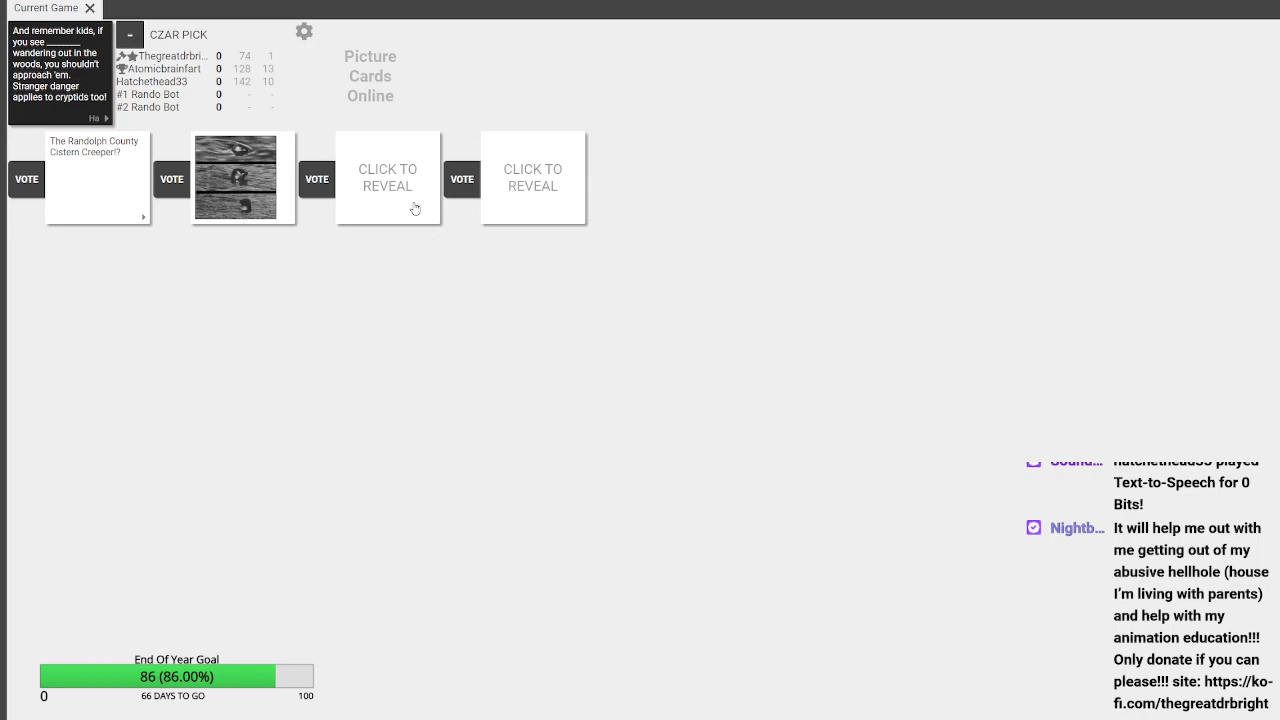 Current Game
And remember kids, if
you see _______
wandering out in the
woods, you shouldn't
approach 'em.
Stranger danger
applies to cryptids too!
Ha
-
CZAR PICK
Thegreatdrbri... 0 74 1
Atomicbrainfart 0 128 13
Hatchethead33 0 142 10
#1 Rando Bot 0 - -
#2 Rando Bot 0 - -
Picture
Cards
Online
VOTE
The Randolph County
Cistern Creeper!?
VOTE
VOTE
CLICK TO
REVEAL
VOTE
CLICK TO
REVEAL
Sound... hatchethead33 played
Text-to-Speech for 0
Bits!
Nightb... It will help me out with
me getting out of my
abusive hellhole (house
I'm living with parents)
and help with my
animation education!!!
Only donate if you can
please!!! site: https://ko-
fi.com/thegreatdrbright
End Of Year Goal
86 (86.00%)
0 66 DAYS TO GO 100